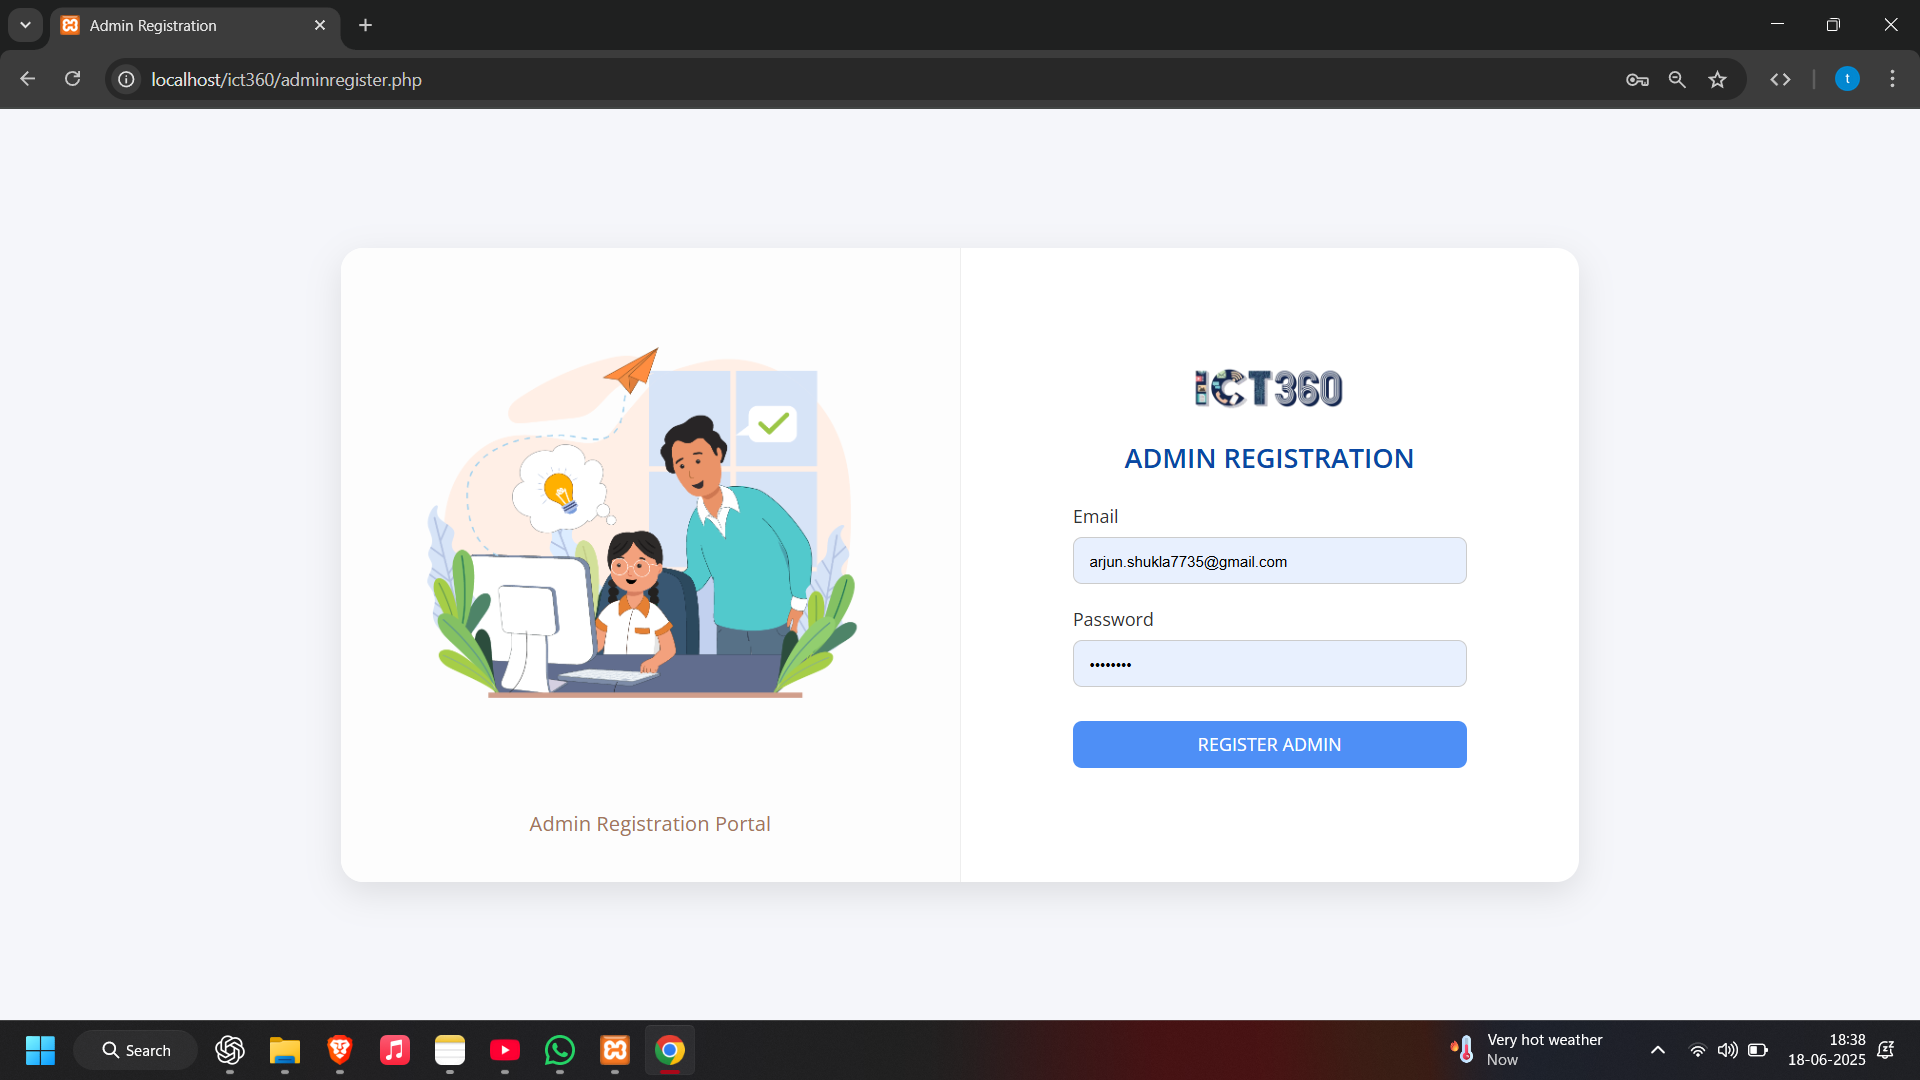 Admin Registration
localhost/ict360/adminregister.php
t
ICT360
ADMIN REGISTRATION
Email
arjun.shukla7735@gmail.com
Password
••••••••
REGISTER ADMIN
Admin Registration Portal
Search
Very hot weather
Now
18:38
18-06-2025